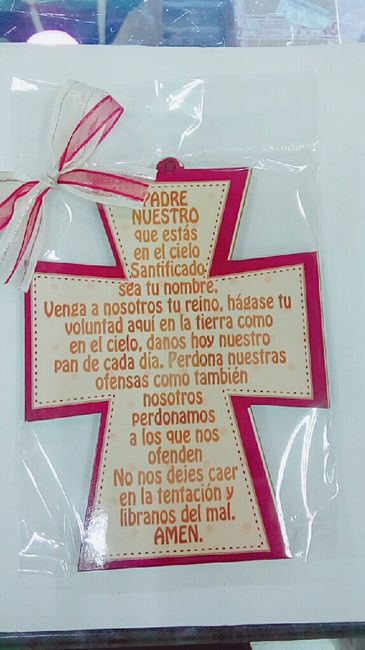 PADRE
NUESTRO
que estás
en el cielo
Santificado
sea tu nombre.
Venga a nosotros tu reino, hágase tu
voluntad aquí en la tierra como
en el cielo, danos hoy nuestro
pan de cada día. Perdona nuestras
ofensas como también
nosotros
perdonamos
a los que nos
ofenden
No nos dejes caer
en la tentación y
libranos del mal.
AMEN.